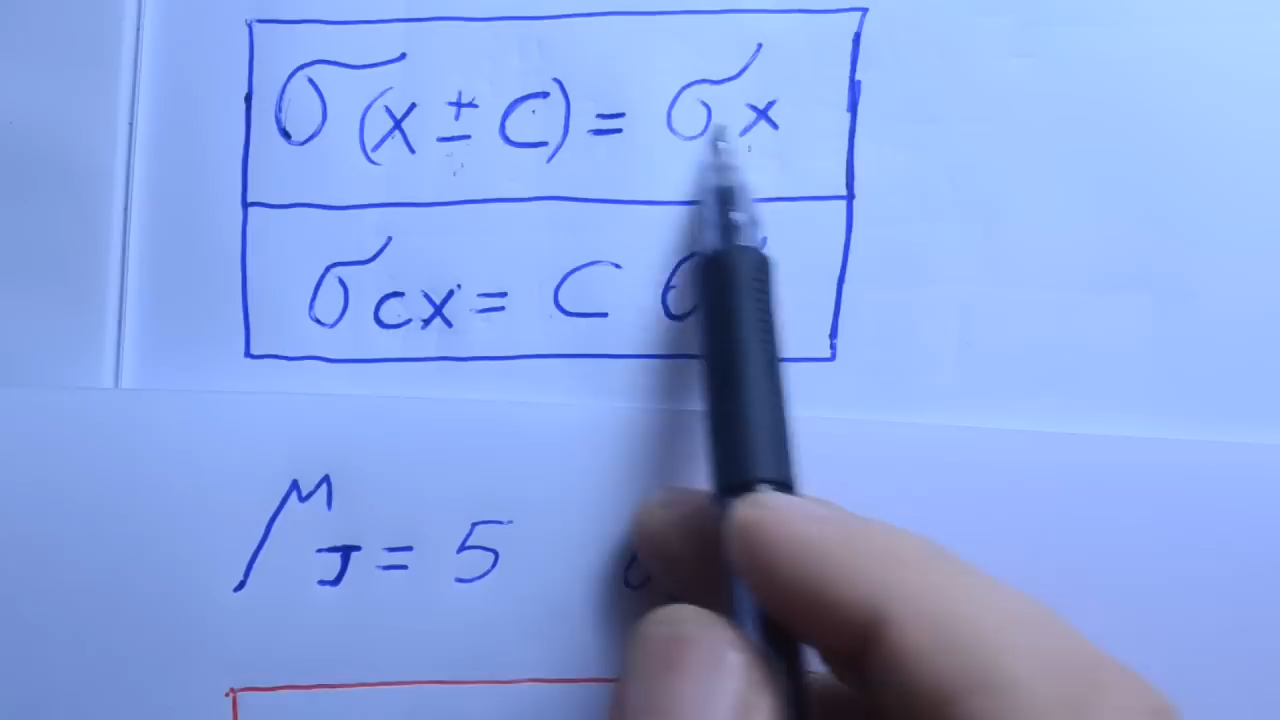 σ(x ± C) = σx
σcx = C σ
μJ = 5